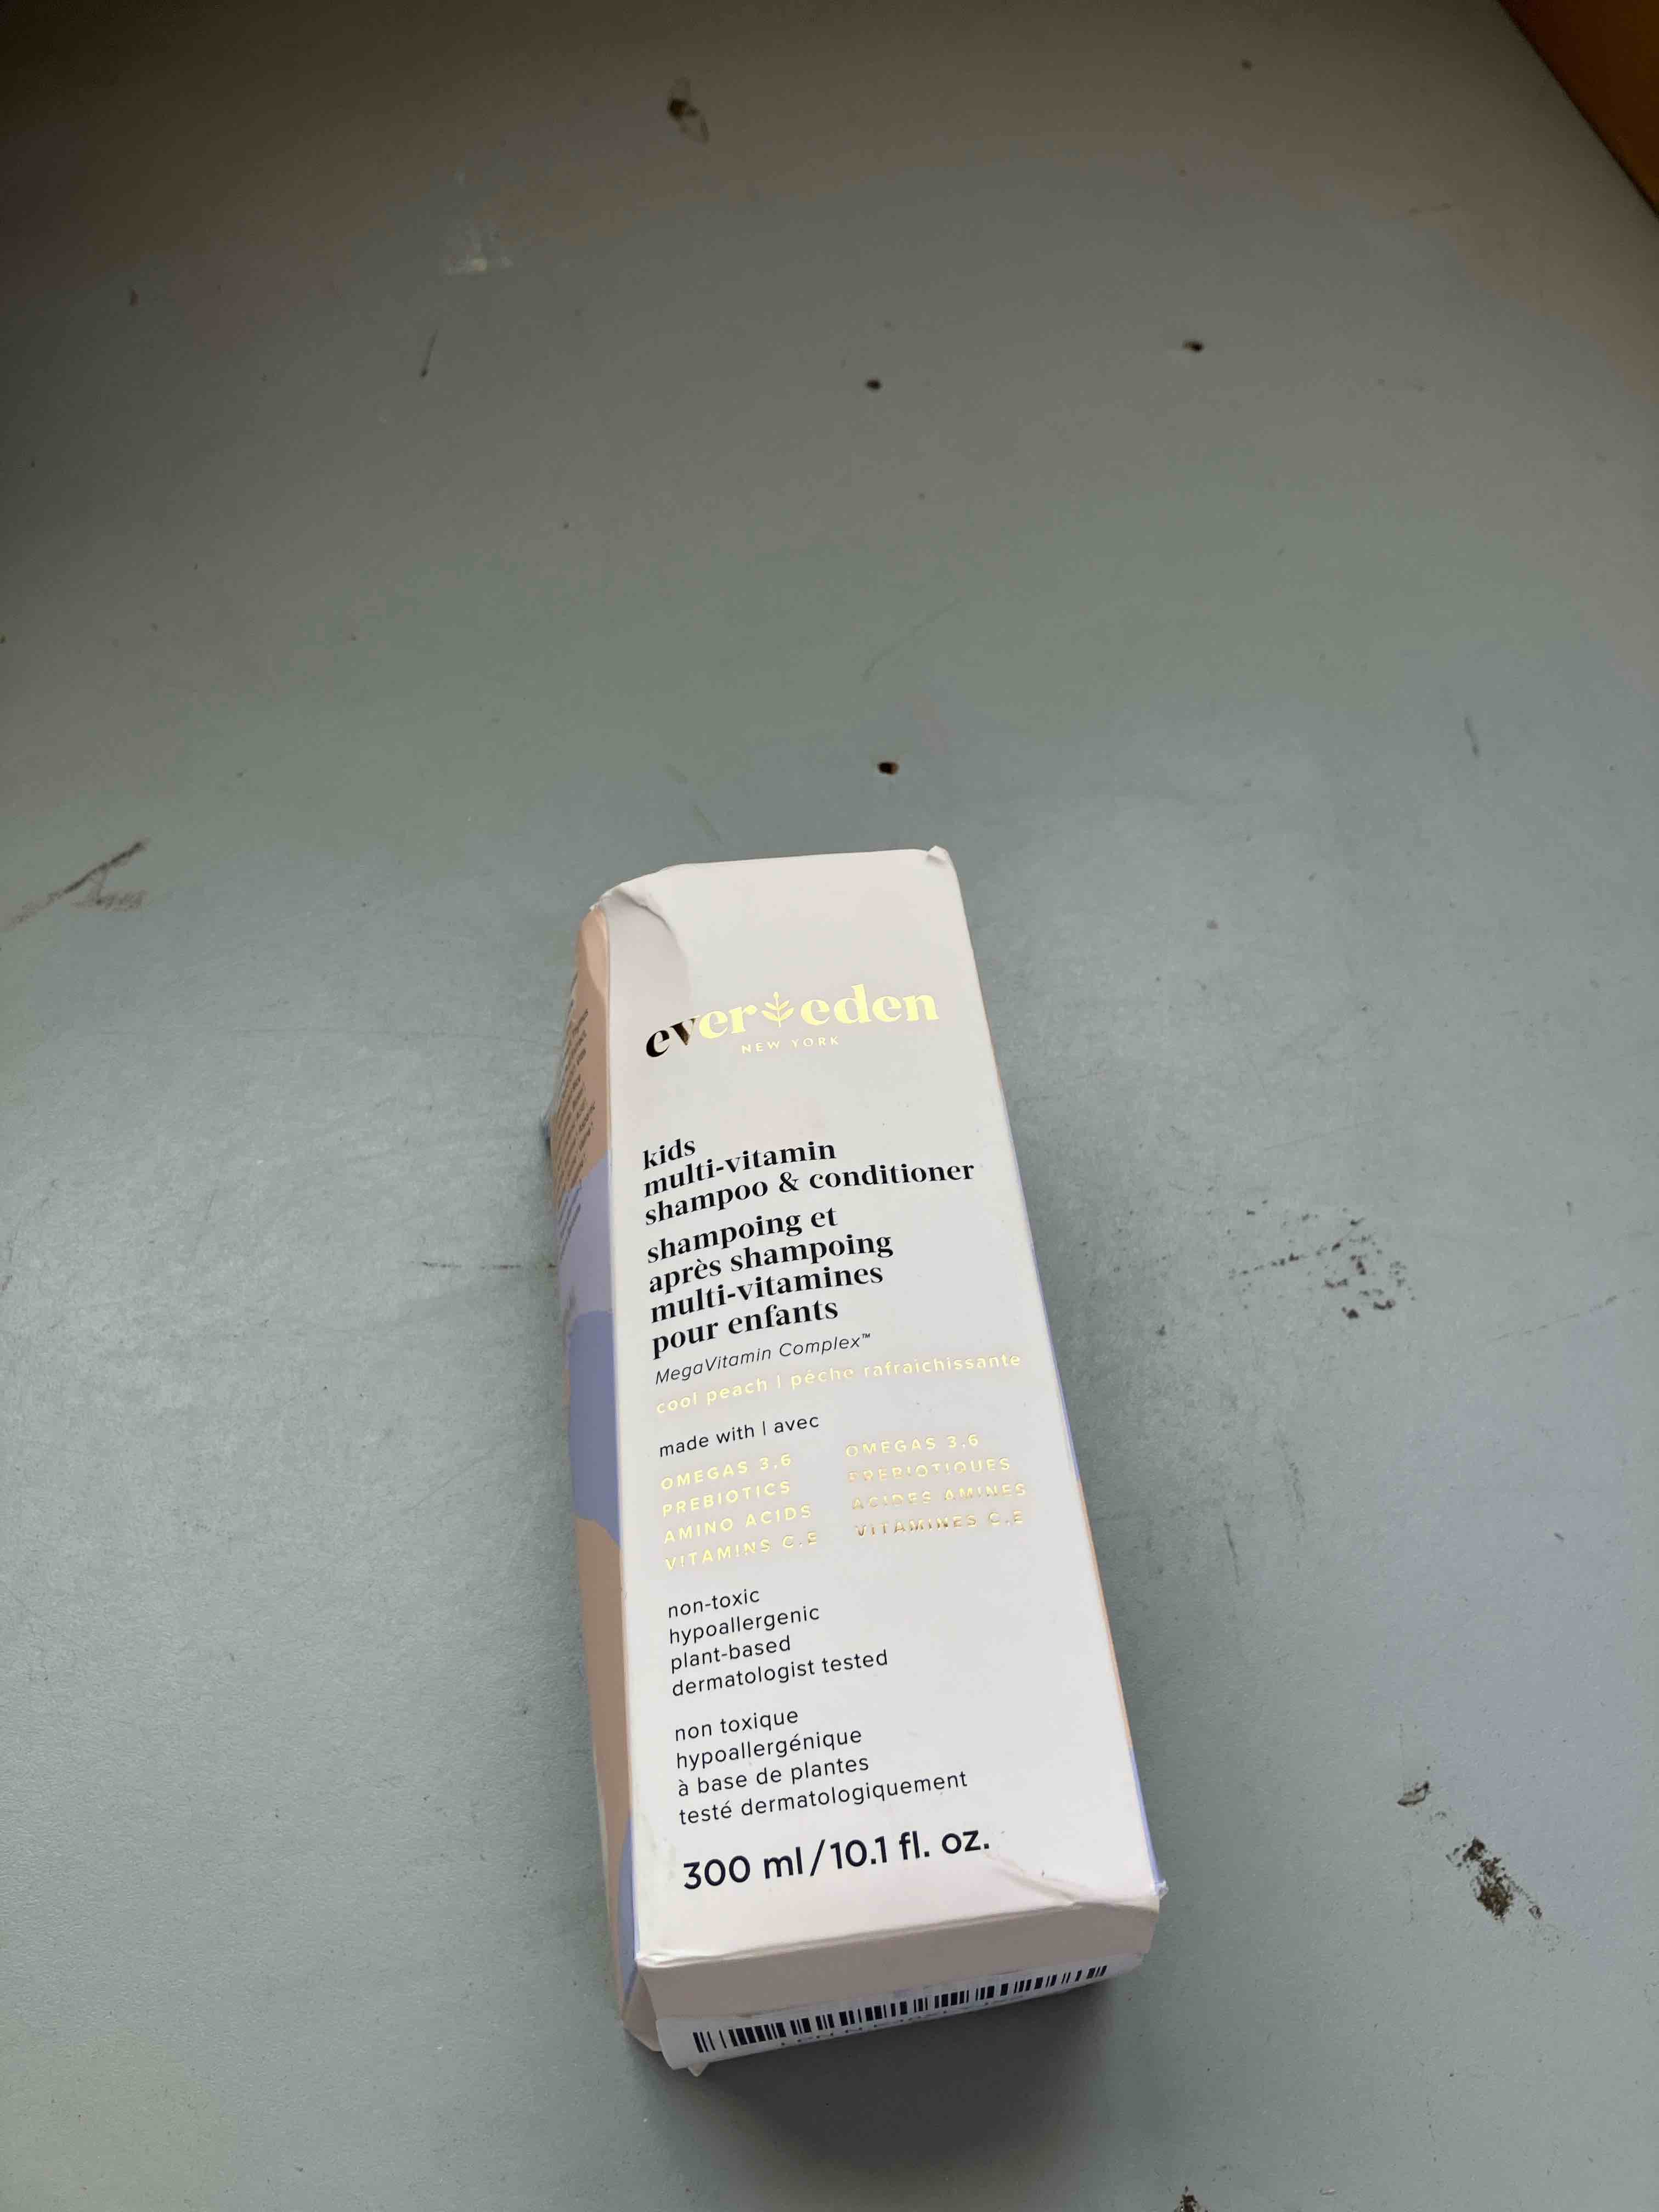 ever eden
NEW YORK
kids
multi-vitamin
shampoo & conditioner
shampoing et
après shampoing
multi-vitamines
pour enfants
MegaVitamin Complex™
cool peach | pêche rafraichissante
made with | avec
OMEGAS 3,6
PREBIOTICS
AMINO ACIDS
VITAMINS C,E
OMEGAS 3,6
PREBIOTIQUES
ACIDES AMINES
VITAMINES C,E
non-toxic
hypoallergenic
plant-based
dermatologist tested
non toxique
hypoallergénique
à base de plantes
testé dermatologiquement
300 ml/10.1 fl. oz.